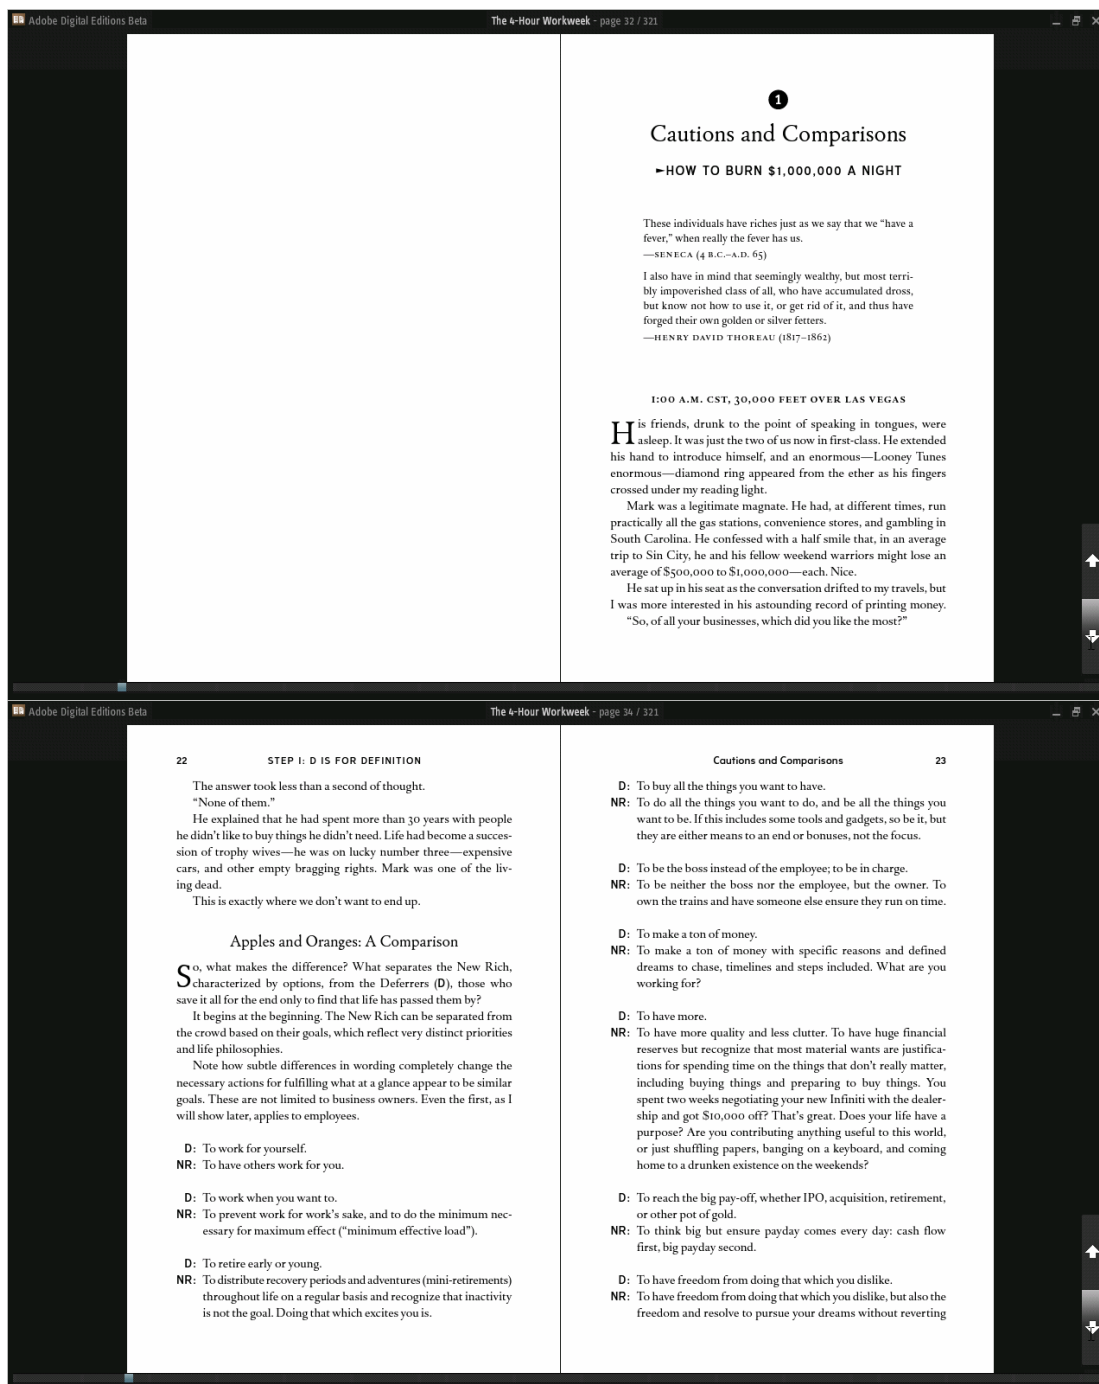 Adobe Digital Editions Beta
The 4-Hour Workweek - page 32 / 321
1
Cautions and Comparisons
►HOW TO BURN $1,000,000 A NIGHT
These individuals have riches just as we say that we “have a
fever,” when really the fever has us.
—SENECA (4 B.C.–A.D. 65)
I also have in mind that seemingly wealthy, but most terri-
bly impoverished class of all, who have accumulated dross,
but know not how to use it, or get rid of it, and thus have
forged their own golden or silver fetters.
—HENRY DAVID THOREAU (1817–1862)
1:00 A.M. CST, 30,000 FEET OVER LAS VEGAS
His friends, drunk to the point of speaking in tongues, were
asleep. It was just the two of us now in first-class. He extended
his hand to introduce himself, and an enormous—Looney Tunes
enormous—diamond ring appeared from the ether as his fingers
crossed under my reading light.
Mark was a legitimate magnate. He had, at different times, run
practically all the gas stations, convenience stores, and gambling in
South Carolina. He confessed with a half smile that, in an average
trip to Sin City, he and his fellow weekend warriors might lose an
average of $500,000 to $1,000,000—each. Nice.
He sat up in his seat as the conversation drifted to my travels, but
I was more interested in his astounding record of printing money.
“So, of all your businesses, which did you like the most?”
Adobe Digital Editions Beta
The 4-Hour Workweek - page 34 / 321
22 STEP I: D IS FOR DEFINITION
The answer took less than a second of thought.
“None of them.”
He explained that he had spent more than 30 years with people
he didn’t like to buy things he didn’t need. Life had become a succes-
sion of trophy wives—he was on lucky number three—expensive
cars, and other empty bragging rights. Mark was one of the liv-
ing dead.
This is exactly where we don’t want to end up.
Apples and Oranges: A Comparison
So, what makes the difference? What separates the New Rich,
characterized by options, from the Deferrers (D), those who
save it all for the end only to find that life has passed them by?
It begins at the beginning. The New Rich can be separated from
the crowd based on their goals, which reflect very distinct priorities
and life philosophies.
Note how subtle differences in wording completely change the
necessary actions for fulfilling what at a glance appear to be similar
goals. These are not limited to business owners. Even the first, as I
will show later, applies to employees.
D: To work for yourself.
NR: To have others work for you.
D: To work when you want to.
NR: To prevent work for work’s sake, and to do the minimum nec-
essary for maximum effect (“minimum effective load”).
D: To retire early or young.
NR: To distribute recovery periods and adventures (mini-retirements)
throughout life on a regular basis and recognize that inactivity
is not the goal. Doing that which excites you is.
Cautions and Comparisons 23
D: To buy all the things you want to have.
NR: To do all the things you want to do, and be all the things you
want to be. If this includes some tools and gadgets, so be it, but
they are either means to an end or bonuses, not the focus.
D: To be the boss instead of the employee; to be in charge.
NR: To be neither the boss nor the employee, but the owner. To
own the trains and have someone else ensure they run on time.
D: To make a ton of money.
NR: To make a ton of money with specific reasons and defined
dreams to chase, timelines and steps included. What are you
working for?
D: To have more.
NR: To have more quality and less clutter. To have huge financial
reserves but recognize that most material wants are justifica-
tions for spending time on the things that don’t really matter,
including buying things and preparing to buy things. You
spent two weeks negotiating your new Infiniti with the dealer-
ship and got $10,000 off? That’s great. Does your life have a
purpose? Are you contributing anything useful to this world,
or just shuffling papers, banging on a keyboard, and coming
home to a drunken existence on the weekends?
D: To reach the big pay-off, whether IPO, acquisition, retirement,
or other pot of gold.
NR: To think big but ensure payday comes every day: cash flow
first, big payday second.
D: To have freedom from doing that which you dislike.
NR: To have freedom from doing that which you dislike, but also the
freedom and resolve to pursue your dreams without reverting